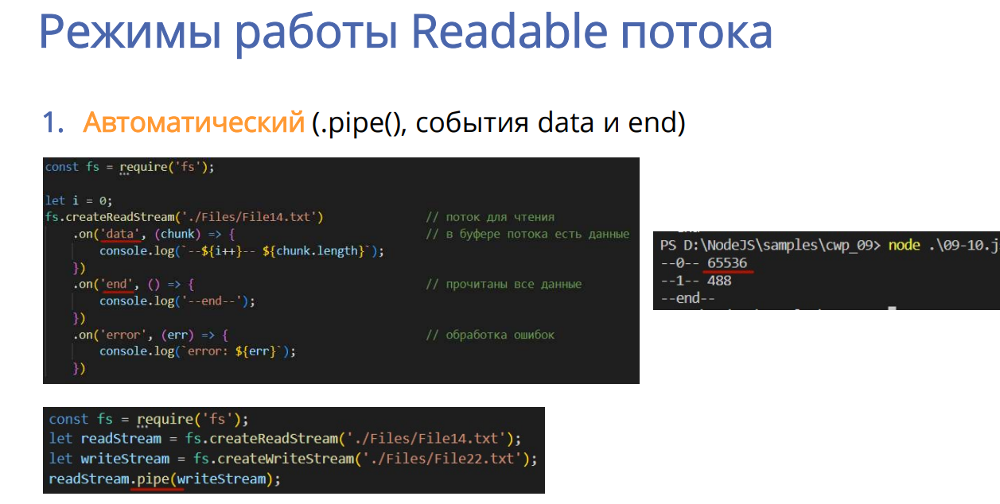 Режимы работы Readable потока
1. Автоматический (.pipe(), события data и end)
const fs = require('fs');
let i = 0;
fs.createReadStream('./Files/File14.txt') // поток для чтения
.on('data', (chunk) => { // в буфере потока есть данные
console.log(`--${i++}-- ${chunk.length}`);
})
.on('end', () => { // прочитаны все данные
console.log('--end--');
})
.on('error', (err) => { // обработка ошибок
console.log(`error: ${err}`);
})
PS D:\NodeJS\samples\cwp_09> node .\09-10.j
--0-- 65536
--1-- 488
--end--
const fs = require('fs');
let readStream = fs.createReadStream('./Files/File14.txt');
let writeStream = fs.createWriteStream('./Files/File22.txt');
readStream.pipe(writeStream);